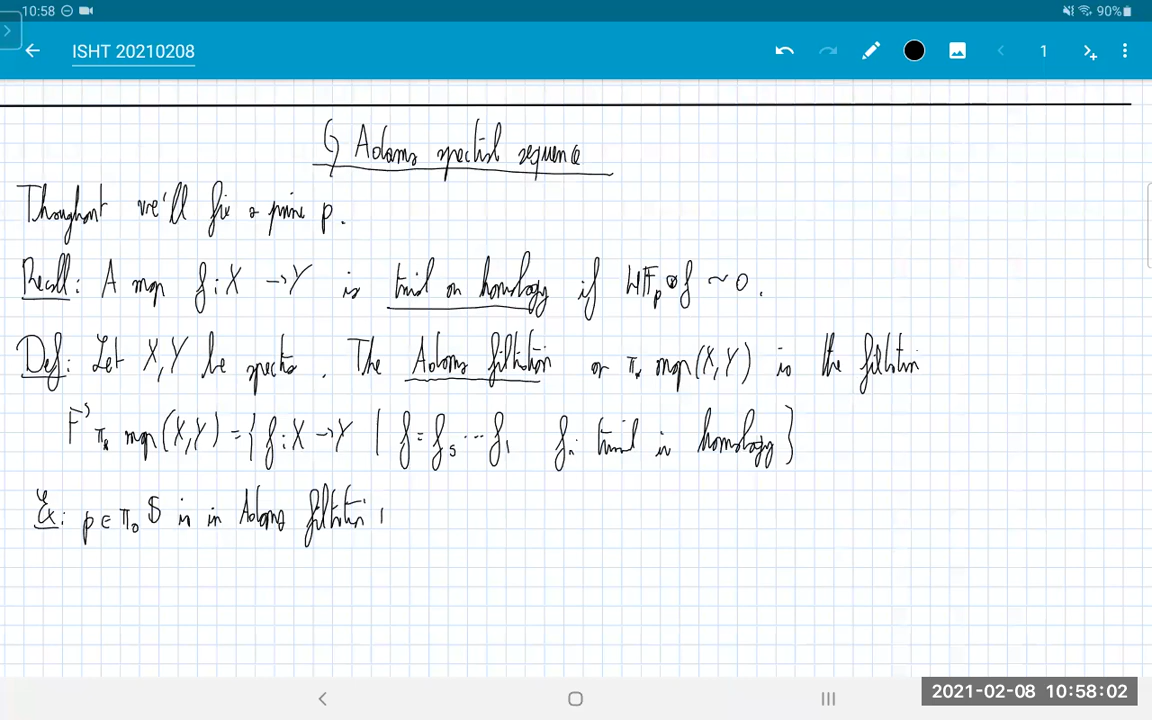 10:58
90%
ISHT 20210208
1
§ Adams spectral sequence
Throughout we'll fix a prime p.
Recall: A map f: X → Y is trivial on homology if HF_p ⊗ f ~ 0.
Def: Let X, Y be spectra. The Adams filtration on π_* map(X,Y) is the filtration
F^s π_* map(X,Y) = { f: X → Y | f = f_s ... f_1 f_i trivial in homology }
Ex: p ∈ π_0 S is in Adams filtration 1
2021-02-08 10:58:02